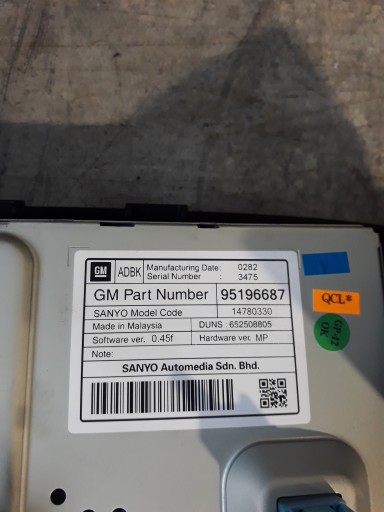 GM
ADBK
Manufacturing Date: 0282
Serial Number : 3475
GM Part Number 95196687
SANYO Model Code 14780330
Made in Malaysia DUNS : 652508805
Software ver. 0.45f Hardware ver. MP
Note:
SANYO Automedia Sdn. Bhd.
QCL®
OK